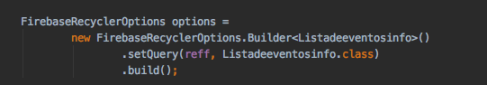 FirebaseRecyclerOptions options =
new FirebaseRecyclerOptions.Builder<Listadeeventosinfo>()
.setQuery(reff, Listadeeventosinfo.class)
.build();